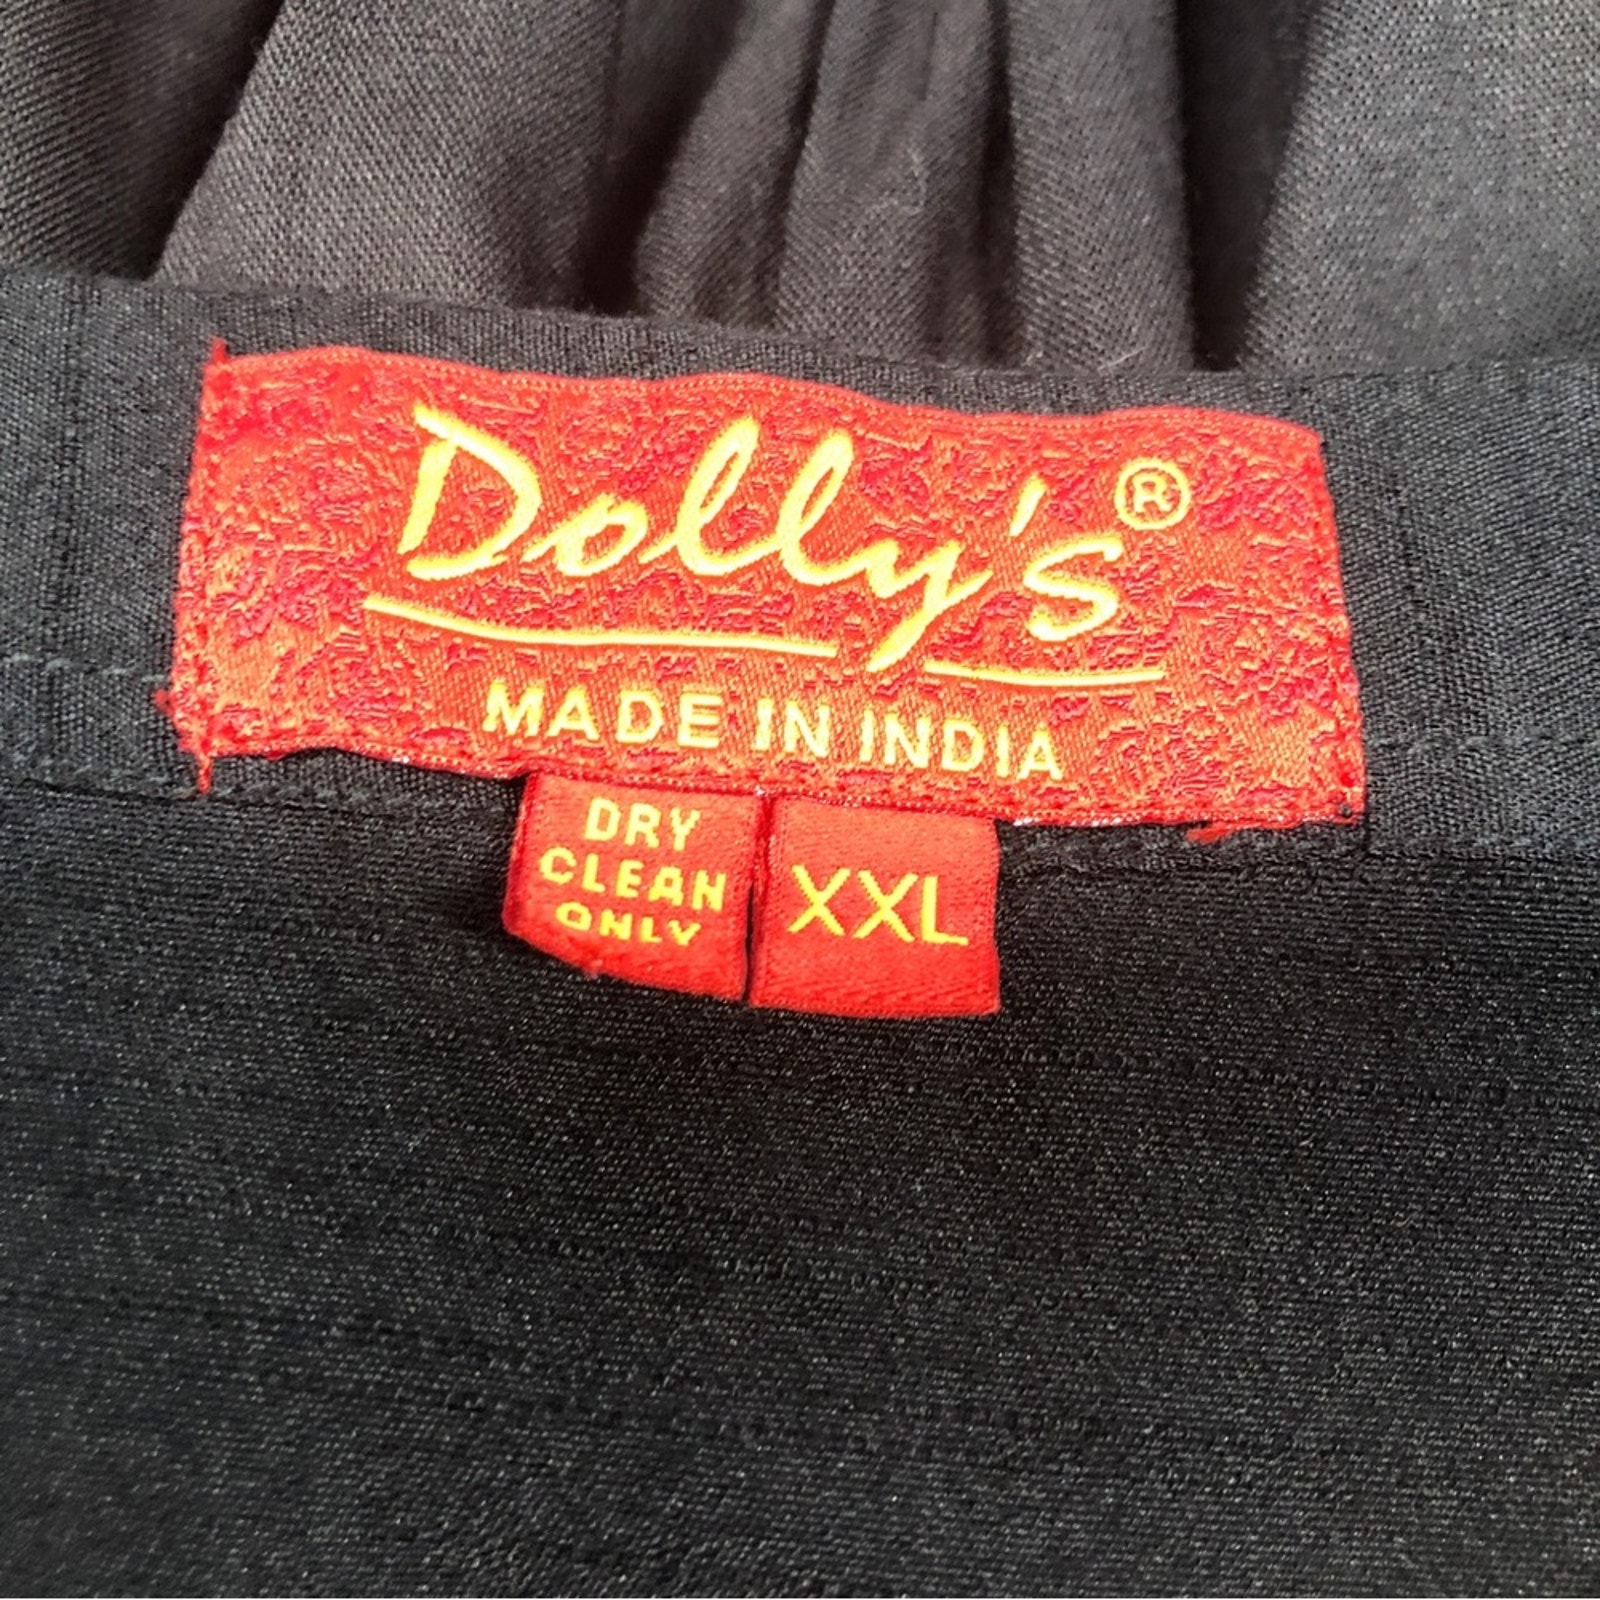 Dolly's ®
MADE IN INDIA
DRY
CLEAN
ONLY
XXL